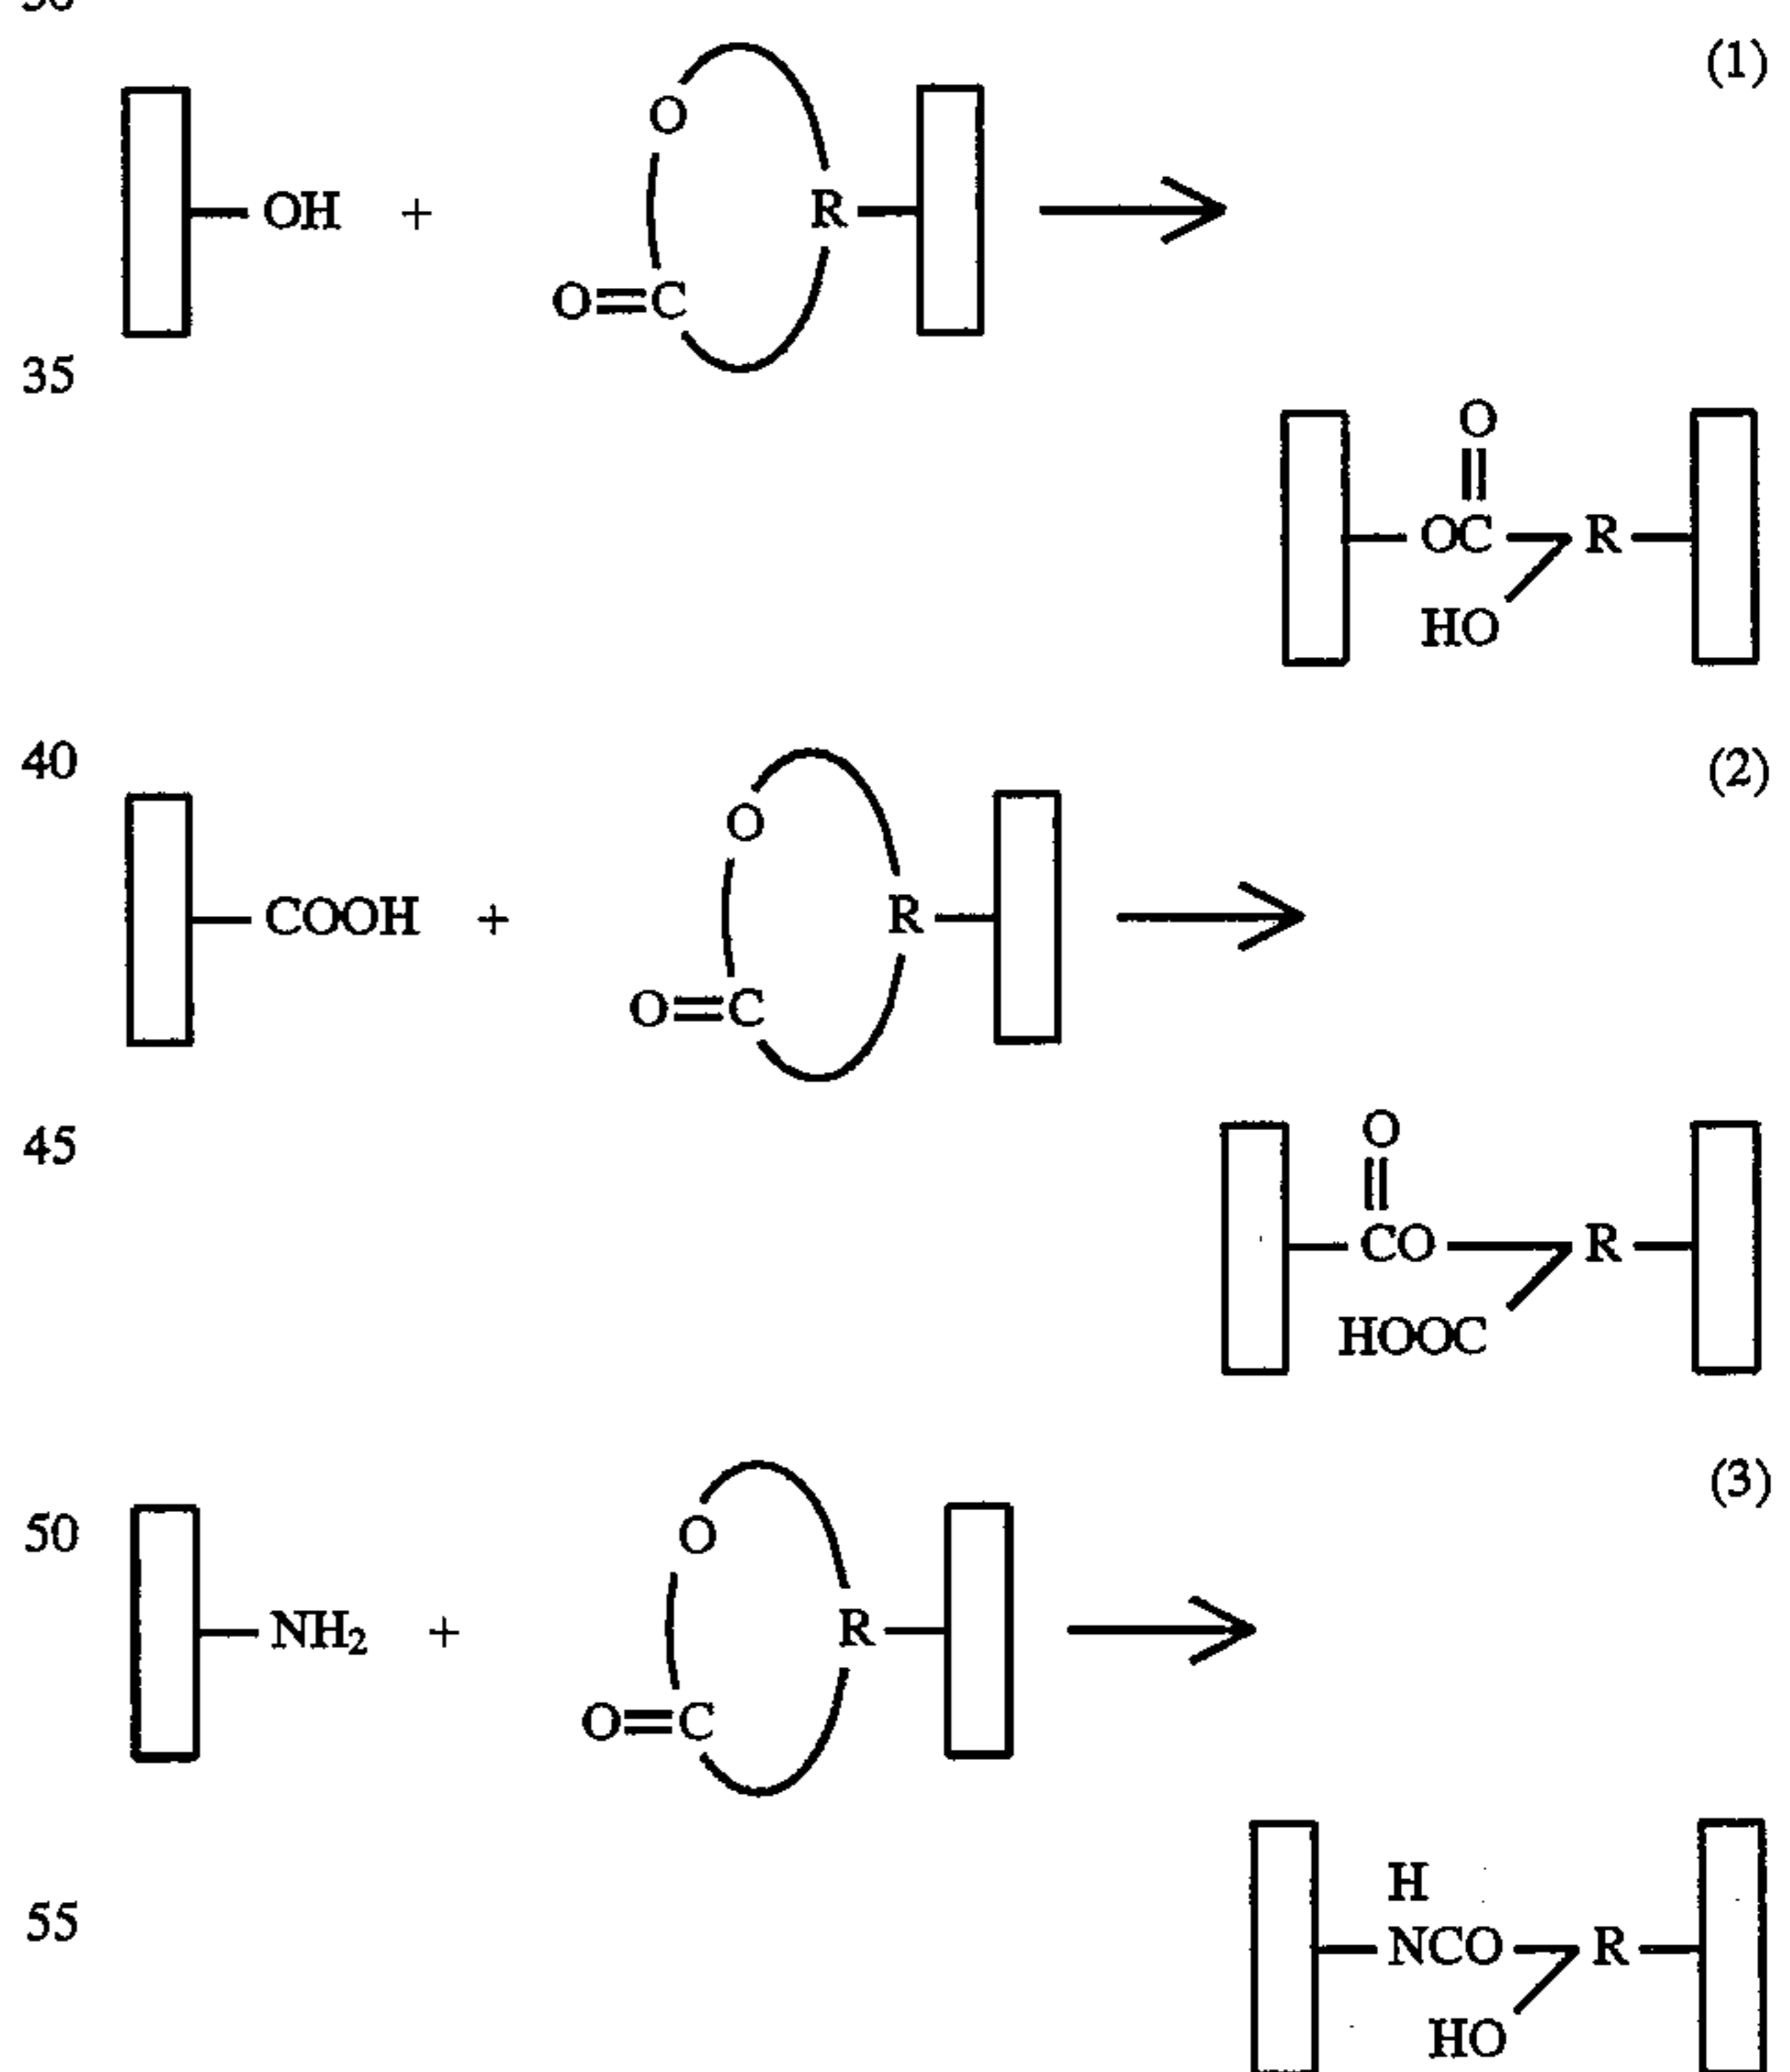 (1)
O
OH + R
O=C
35
O
OC R
HO
40
(2)
O
COOH + R
O=C
45
O
CO R
HOOC
(3)
50
O
NH2 + R
O=C
55
H
NCO R
HO